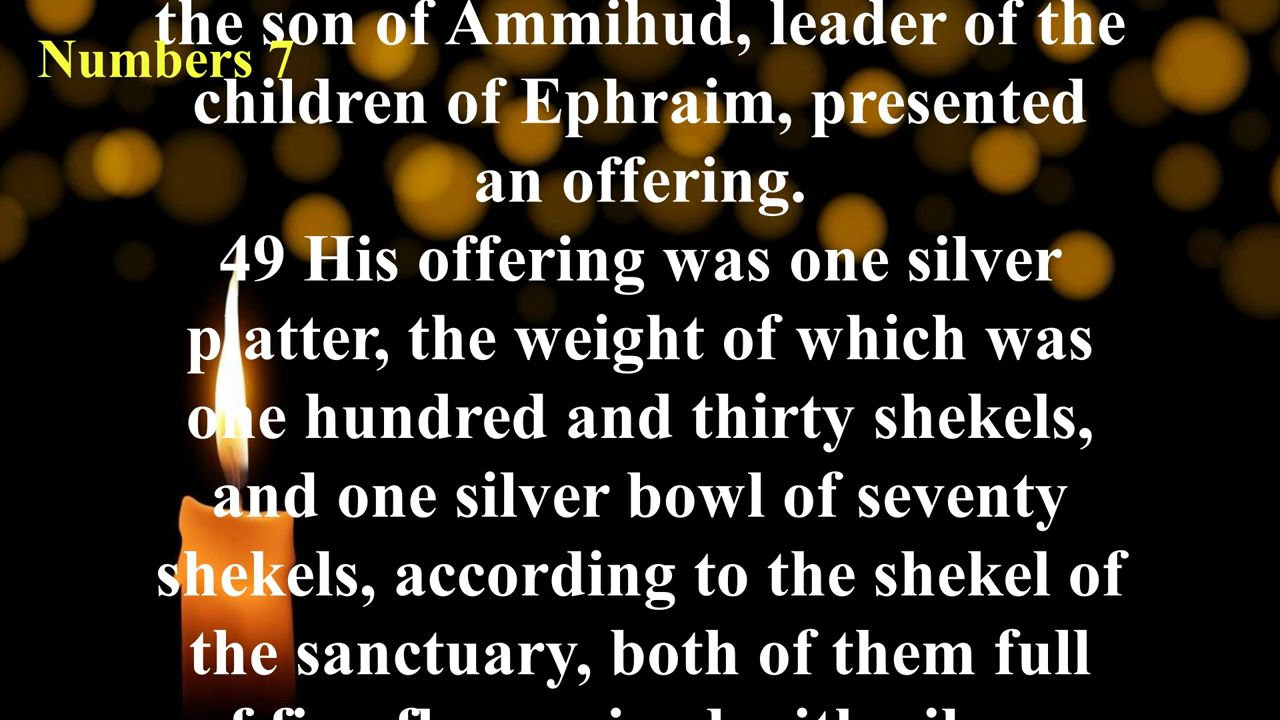 the son of Ammihud, leader of the
Numbers 7
children of Ephraim, presented
an offering.
49 His offering was one silver
platter, the weight of which was
one hundred and thirty shekels,
and one silver bowl of seventy
shekels, according to the shekel of
the sanctuary, both of them full